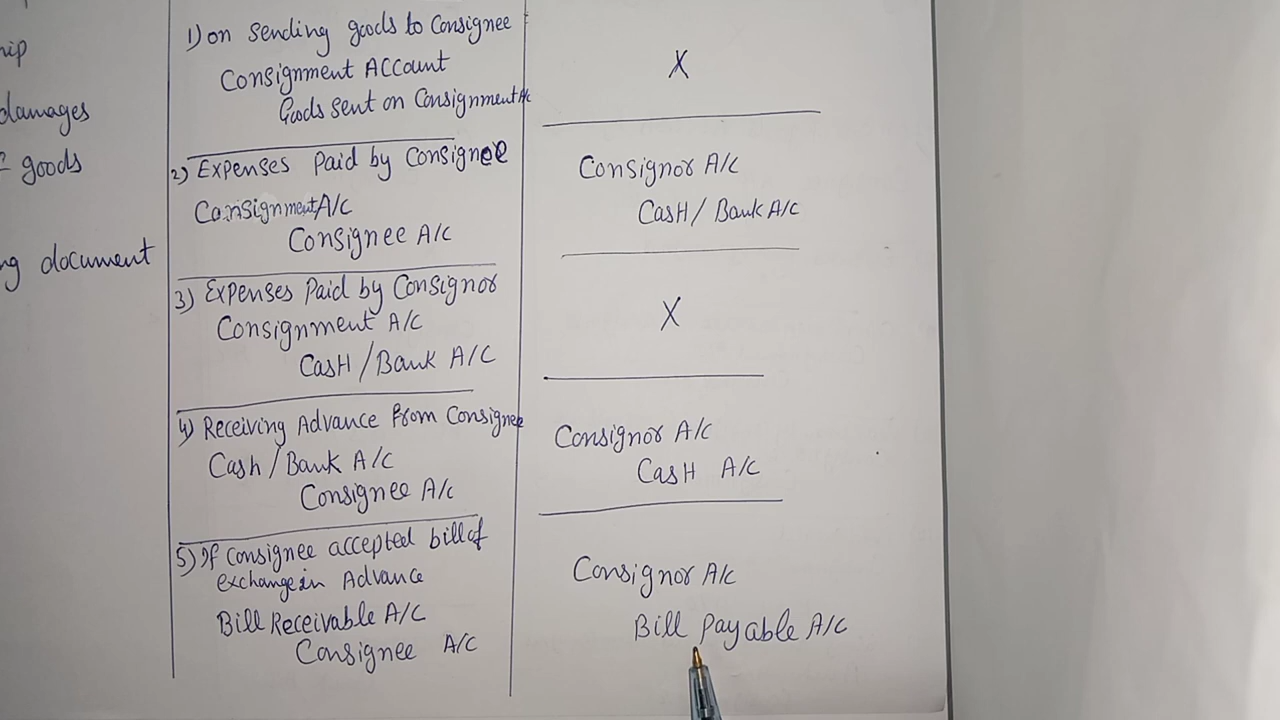 damages
goods
document
1) on sending goods to Consignee
Consignment Account
Goods sent on Consignment A/c
X
2) Expenses Paid by Consignee
Consignment A/C
Consignee A/C
Consignor A/C
Cash / Bank A/C
3) Expenses Paid by Consignor
Consignment A/C
Cash / Bank A/C
X
4) Receiving Advance from Consignee
Cash / Bank A/C
Consignee A/c
Consignor A/C
Cash A/C
5) If Consignee accepted bill of
exchange in Advance
Bill Receivable A/C
Consignee A/C
Consignor A/C
Bill Payable A/C